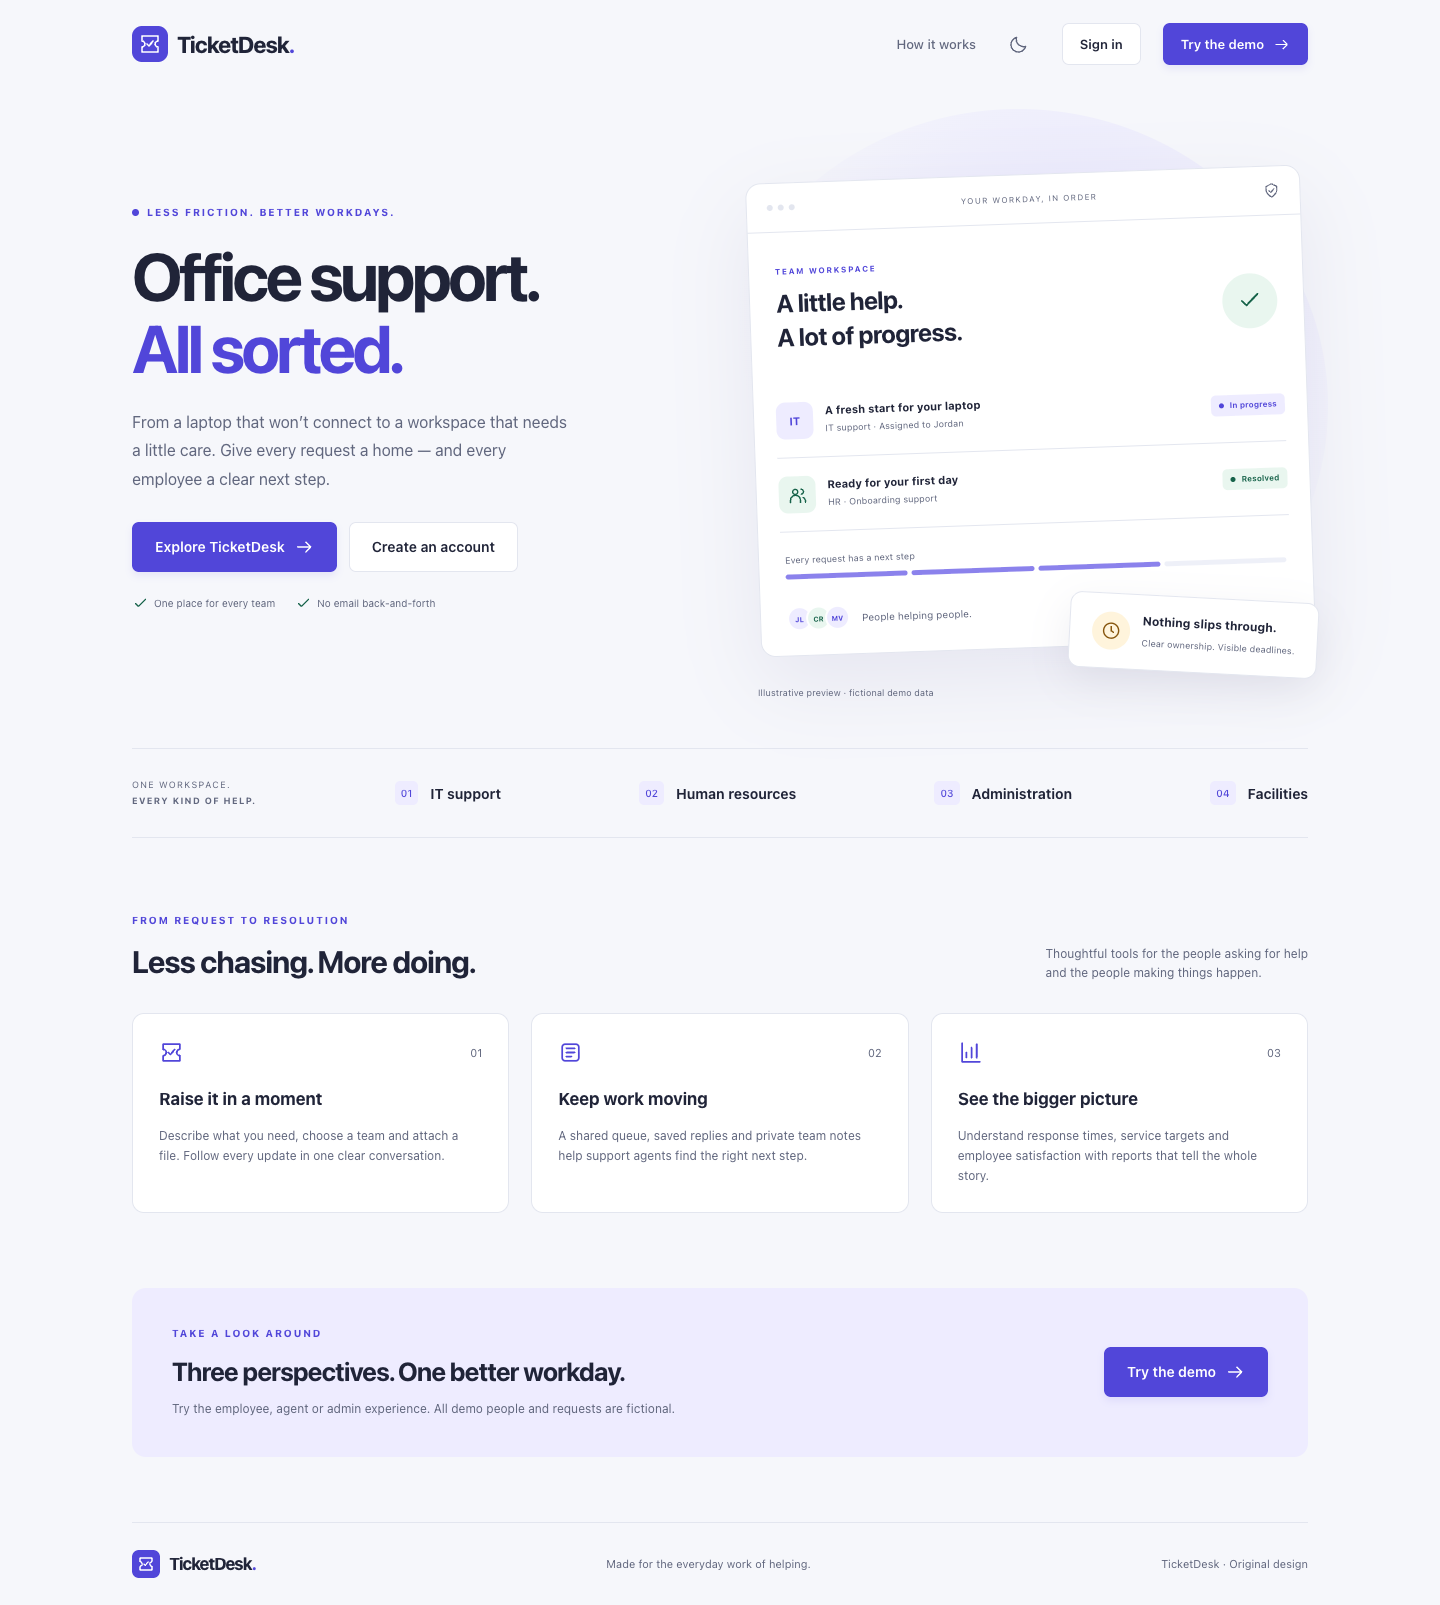 TicketDesk.
How it works
Sign in
Try the demo
LESS FRICTION. BETTER WORKDAYS.
Office support.
All sorted.
From a laptop that won’t connect to a workspace that needs
a little care. Give every request a home — and every
employee a clear next step.
Explore TicketDesk
Create an account
One place for every team
No email back-and-forth
YOUR WORKDAY, IN ORDER
TEAM WORKSPACE
A little help.
A lot of progress.
IT
A fresh start for your laptop
IT support · Assigned to Jordan
In progress
Ready for your first day
HR · Onboarding support
Resolved
Every request has a next step
JL
CR
MV
People helping people.
Nothing slips through.
Clear ownership. Visible deadlines.
Illustrative preview · fictional demo data
ONE WORKSPACE.
EVERY KIND OF HELP.
01 IT support
02 Human resources
03 Administration
04 Facilities
FROM REQUEST TO RESOLUTION
Less chasing. More doing.
Thoughtful tools for the people asking for help
and the people making things happen.
01
Raise it in a moment
Describe what you need, choose a team and attach a
file. Follow every update in one clear conversation.
02
Keep work moving
A shared queue, saved replies and private team notes
help support agents find the right next step.
03
See the bigger picture
Understand response times, service targets and
employee satisfaction with reports that tell the whole
story.
TAKE A LOOK AROUND
Three perspectives. One better workday.
Try the employee, agent or admin experience. All demo people and requests are fictional.
Try the demo
TicketDesk.
Made for the everyday work of helping.
TicketDesk · Original design